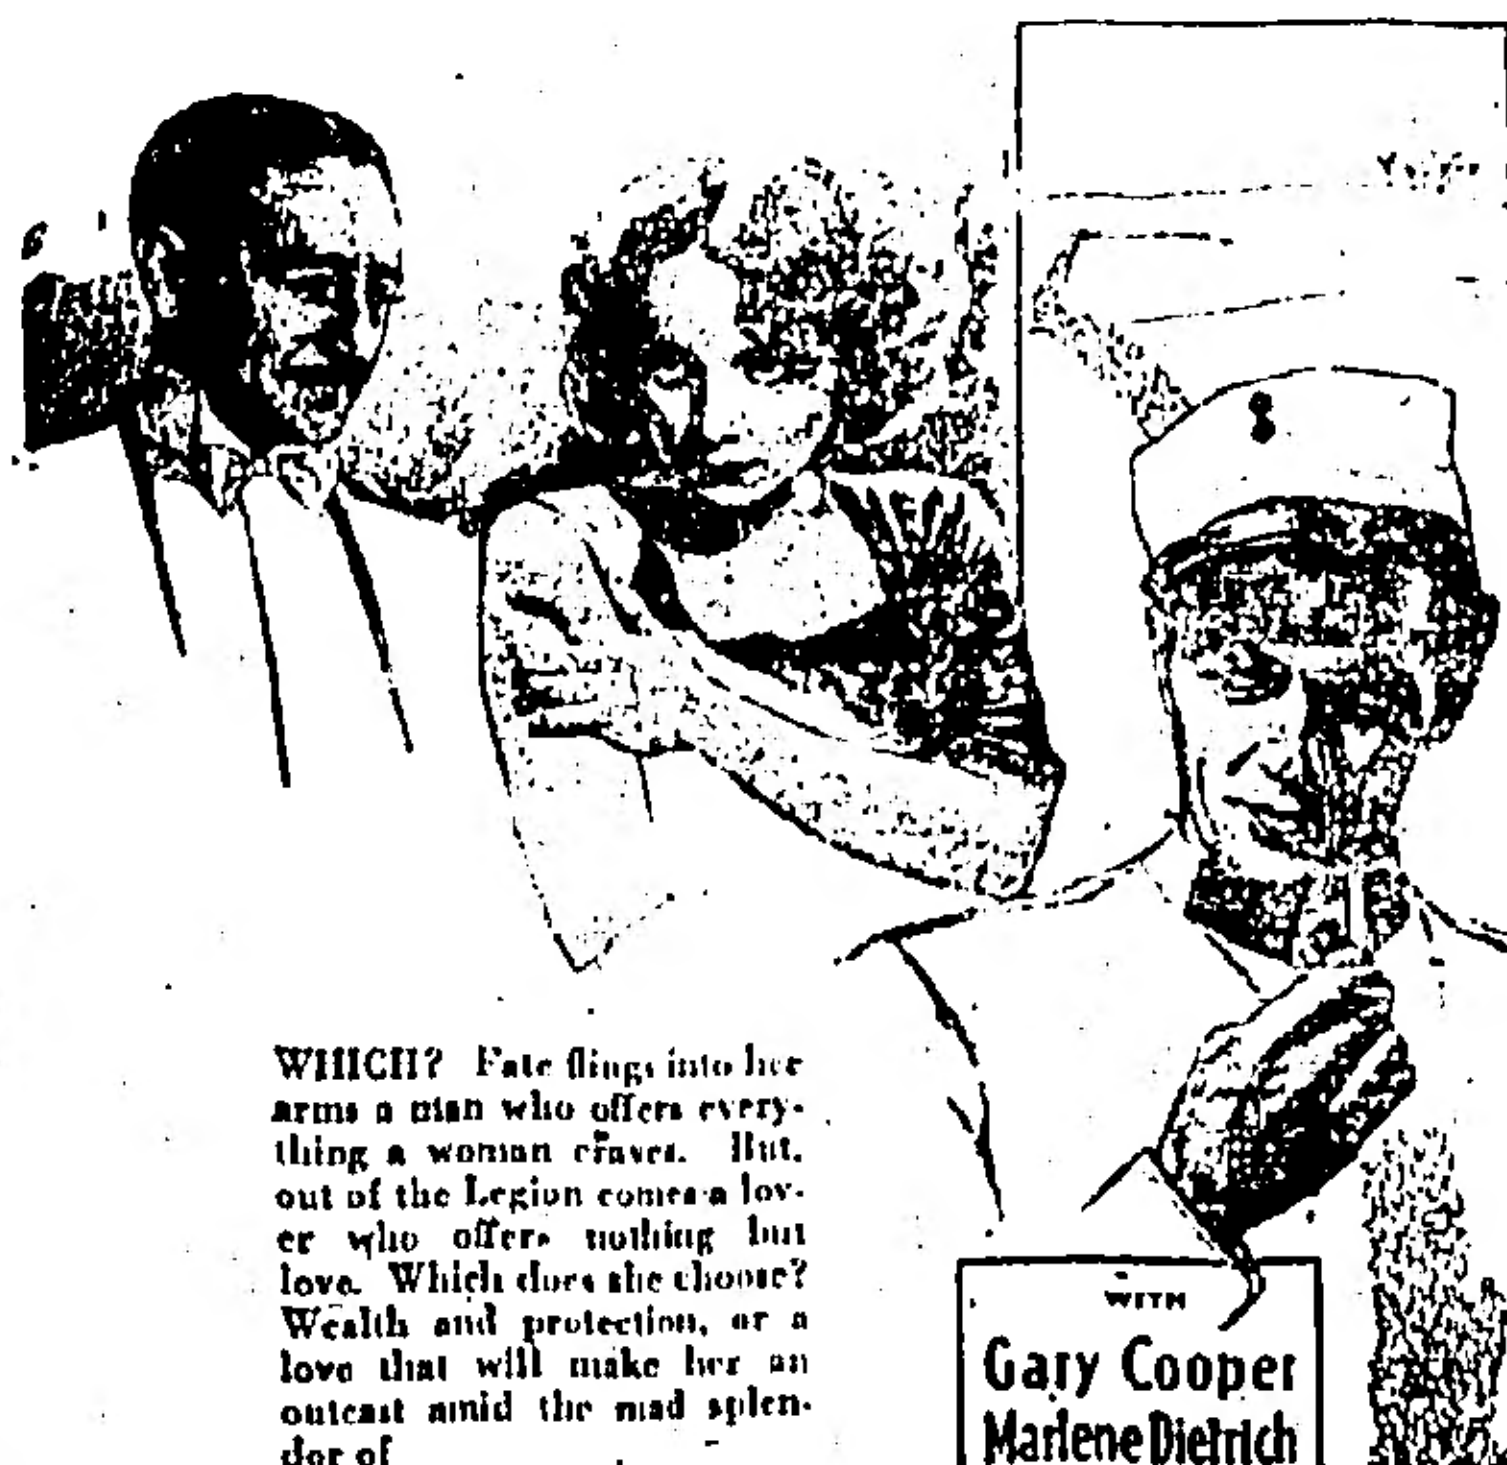 WHICH? Fate flings into her
arms a man who offers every-
thing a woman craves. But,
out of the Legion comes a lov-
er who offers nothing but
love. Which does she choose?
Wealth and protection, or a
love that will make her an
outcast amid the mad splen-
dor of
WITH
Gary Cooper
Marlene Dietrich